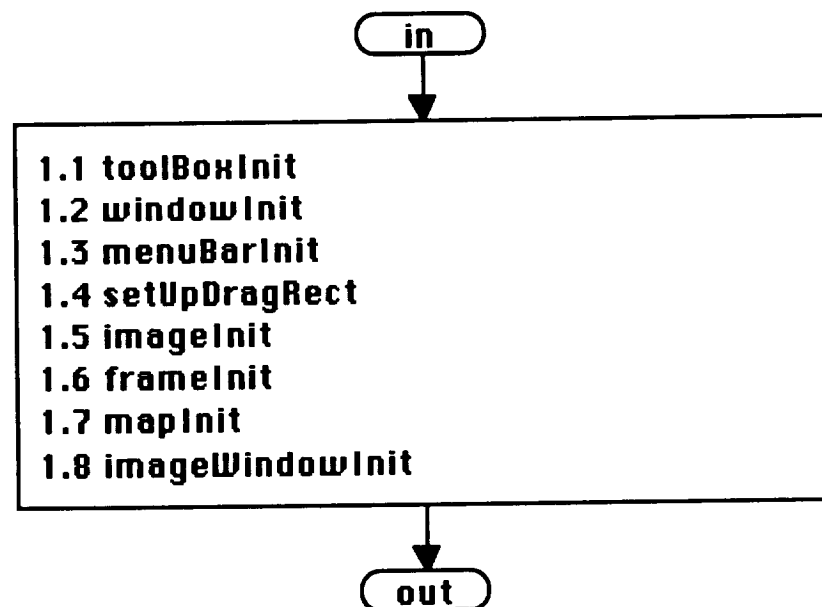 in
1.1 toolBoxInit
1.2 windowInit
1.3 menuBarInit
1.4 setUpDragRect
1.5 imageInit
1.6 frameInit
1.7 mapInit
1.8 imageWindowInit
out